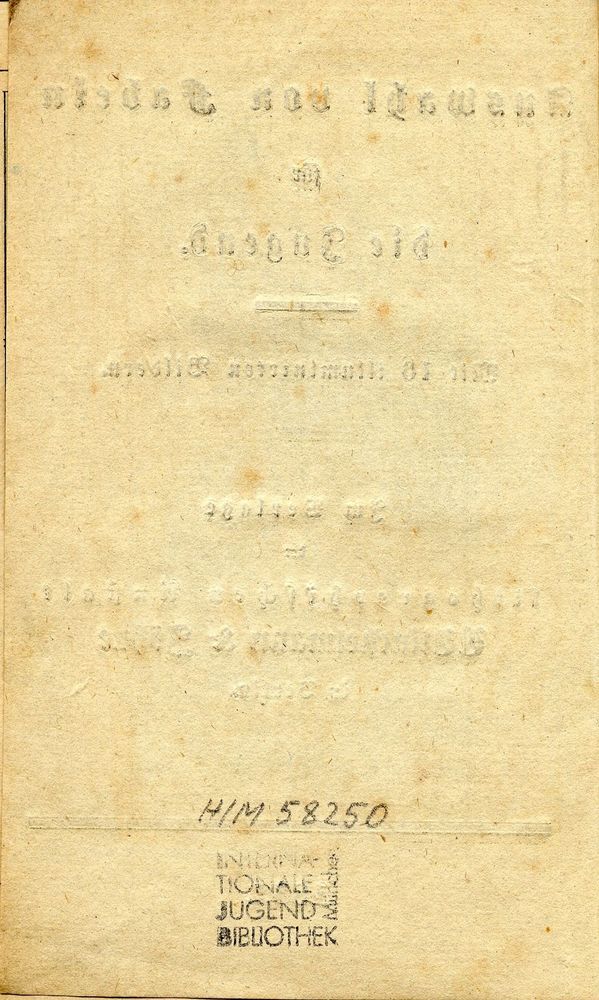 Auswahl von Fabeln
für
die Jugend.
Mit 16 illuminirten Bildern.
Im Verlage
der
lithographischen Anstalt
Winckelmann & Söhne
in Berlin.
H/M 58250
INTERNA-
TIONALE
JUGEND
BIBLIOTHEK
München